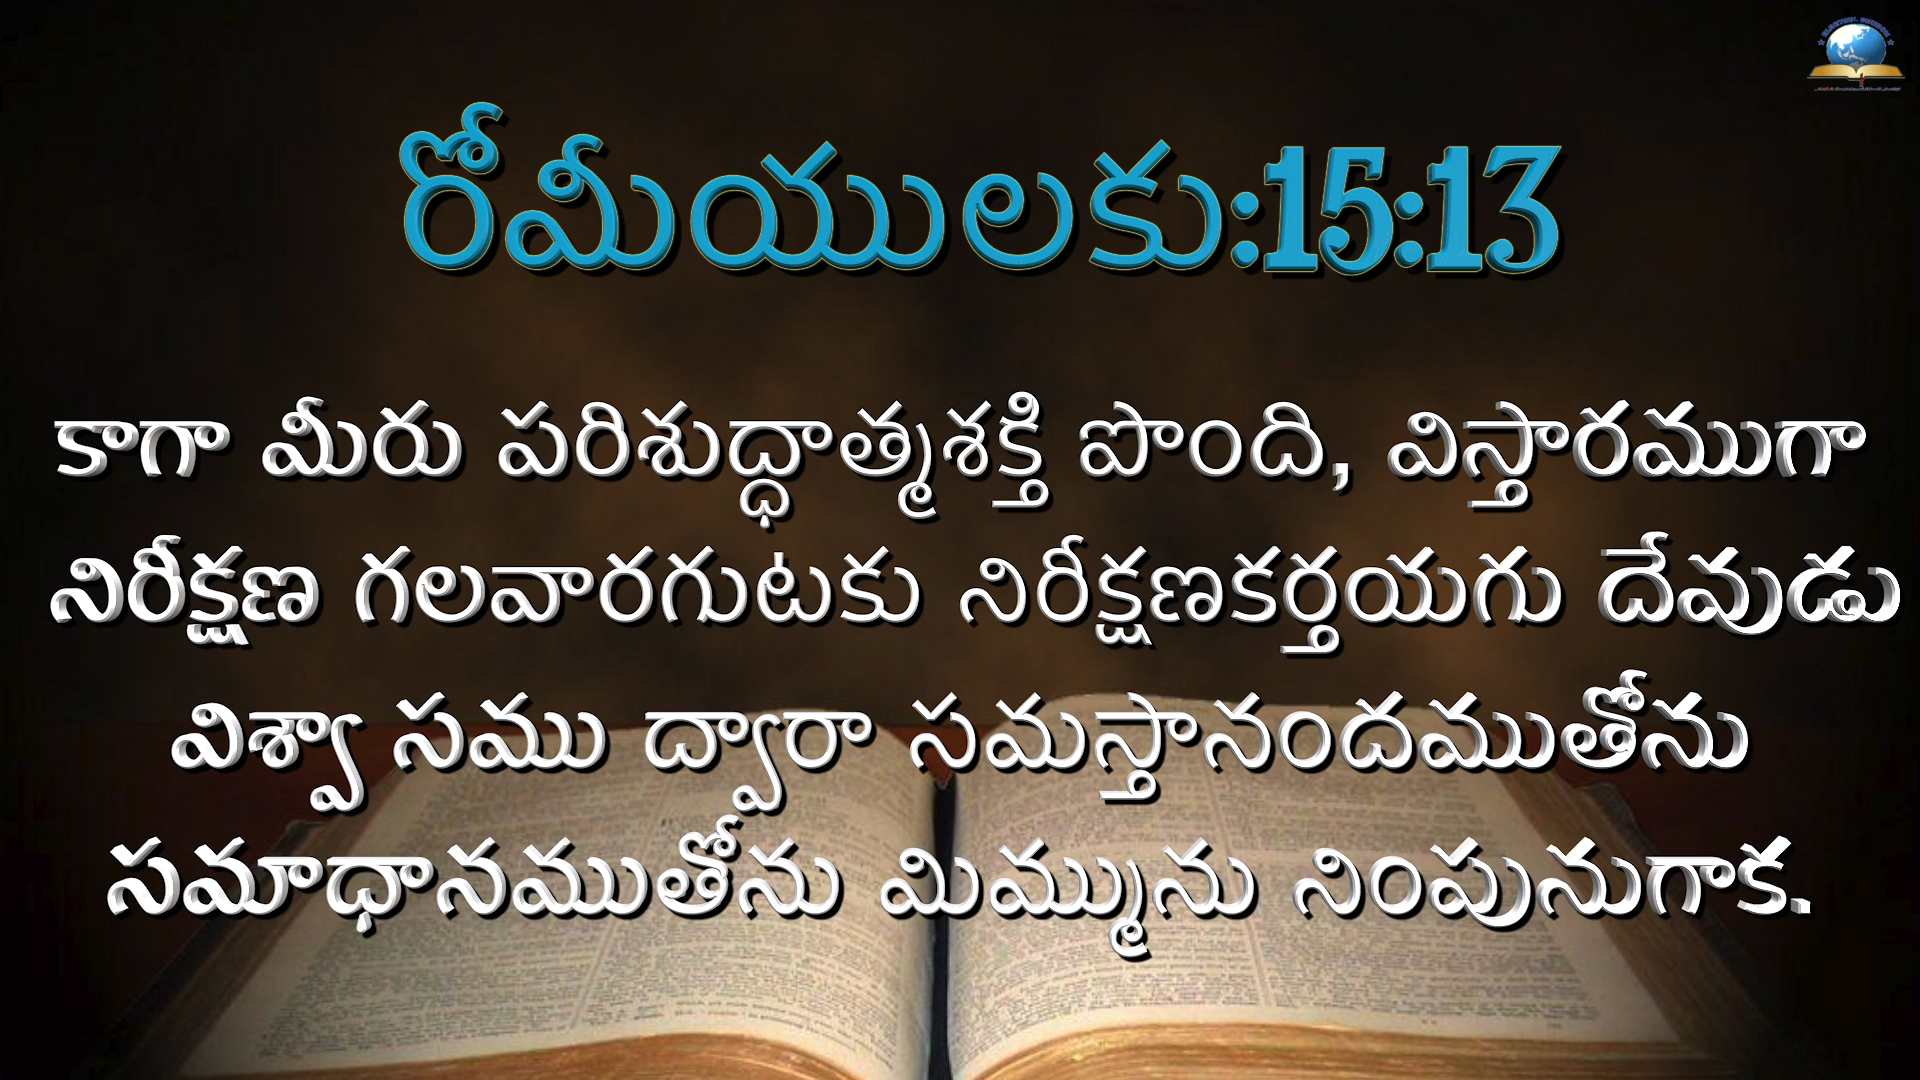 రోమీయులకు:15:13
కాగా మీరు పరిశుద్ధాత్మశక్తి పొంది, విస్తారముగా
నిరీక్షణ గలవారగుటకు నిరీక్షణకర్తయగు దేవుడు
విశ్వా సము ద్వారా సమస్తానందముతోను
సమాధానముతోను మిమ్మును నింపునుగాక.